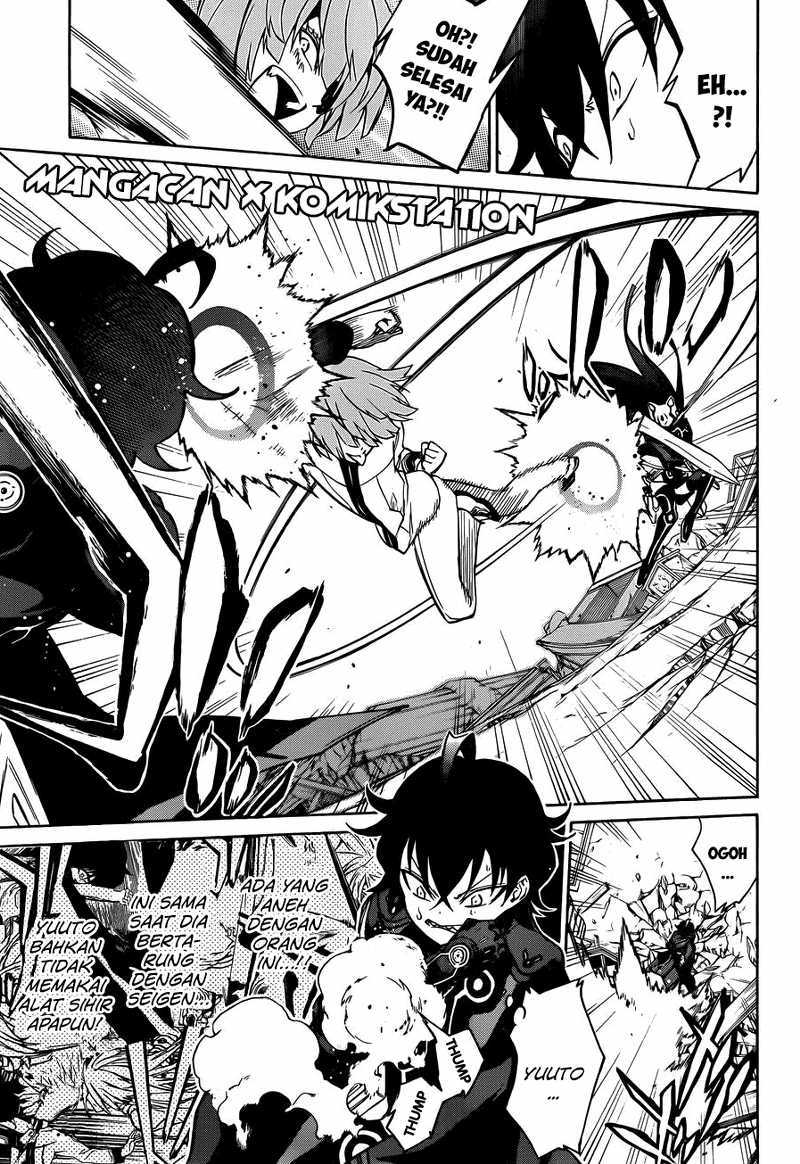 EH...
?!
OH?!
SUDAH
SELESAI
YA?!!
MANGACAN X KOMIKSTATION
OGOH
...
YUUTO
...
THUMP
THUMP
ADA YANG
VANEH
DENGAN
ORANG
INI..!!
INI SAMA
SAAT DIA
BERTA-
RUNG
DENGAN
SEIGEN...
YUUTO
BAHKAN
TIDAK
MEMAKAI
ALAT SIHIR
APAPUN!